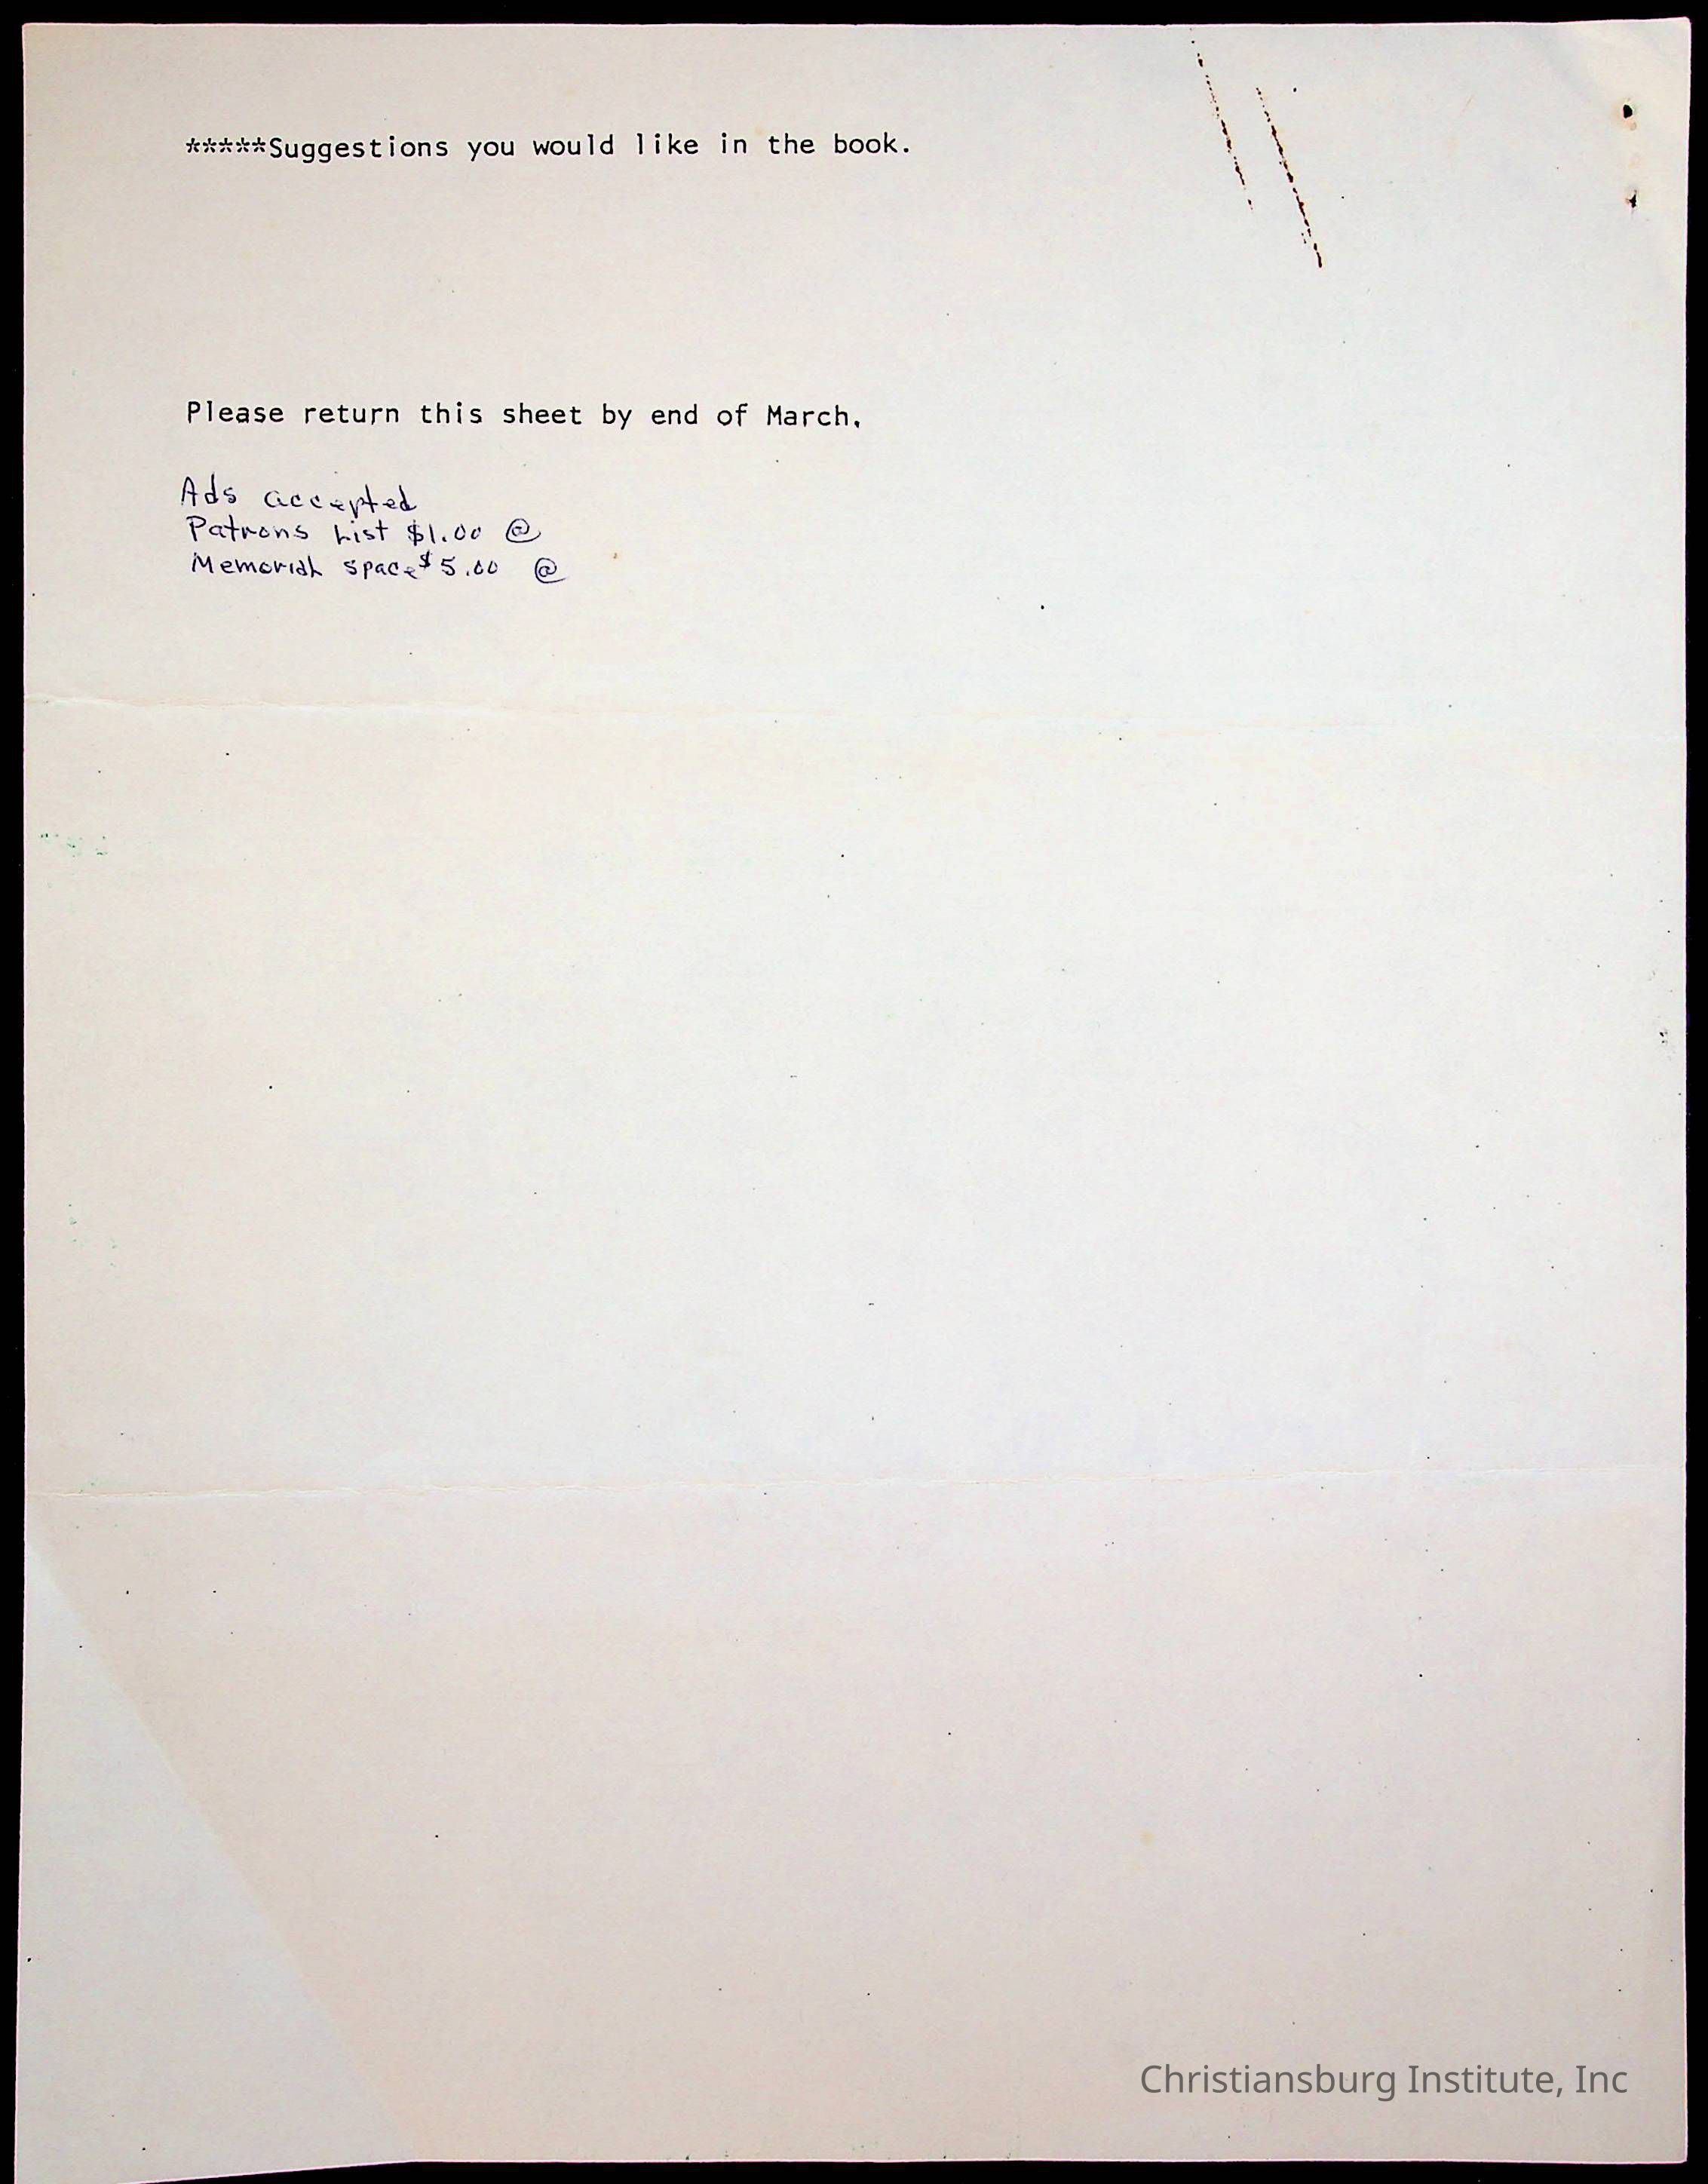 *****Suggestions you would like in the book.
Please return this sheet by end of March.
Ads accepted
Patrons List $1.00 @
Memorial space $5.00 @
Christiansburg Institute, Inc